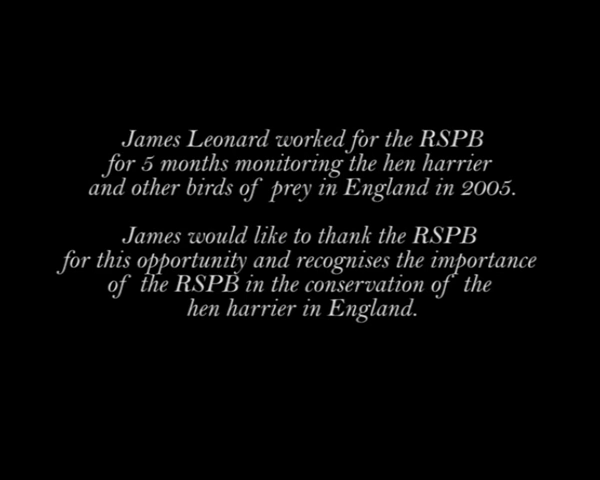 James Leonard worked for the RSPB
for 5 months monitoring the hen harrier
and other birds of prey in England in 2005.
James would like to thank the RSPB
for this opportunity and recognises the importance
of the RSPB in the conservation of the
hen harrier in England.